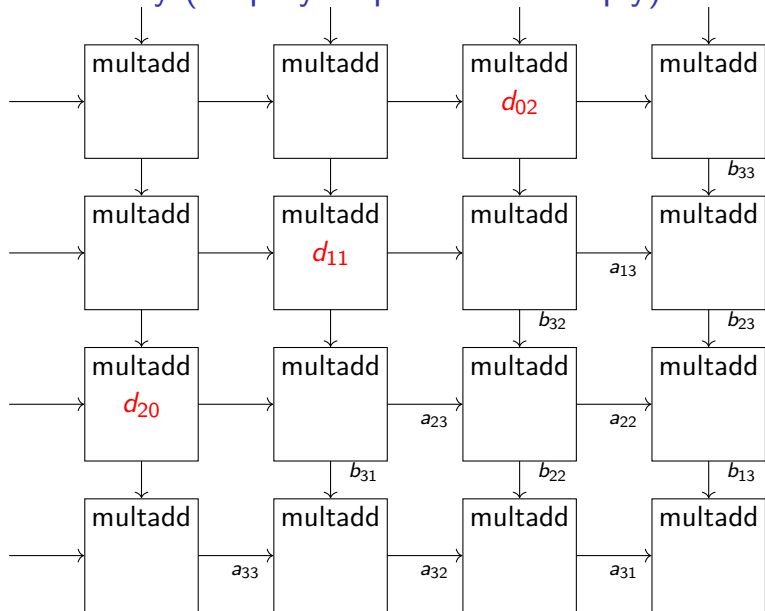 multadd multadd multadd multadd
d₀₂
b₃₃
multadd multadd multadd multadd
d₁₁
a₁₃
b₃₂ b₂₃
multadd multadd multadd multadd
d₂₀
a₂₃ a₂₂
b₃₁ b₂₂ b₁₃
multadd multadd multadd multadd
a₃₃ a₃₂ a₃₁